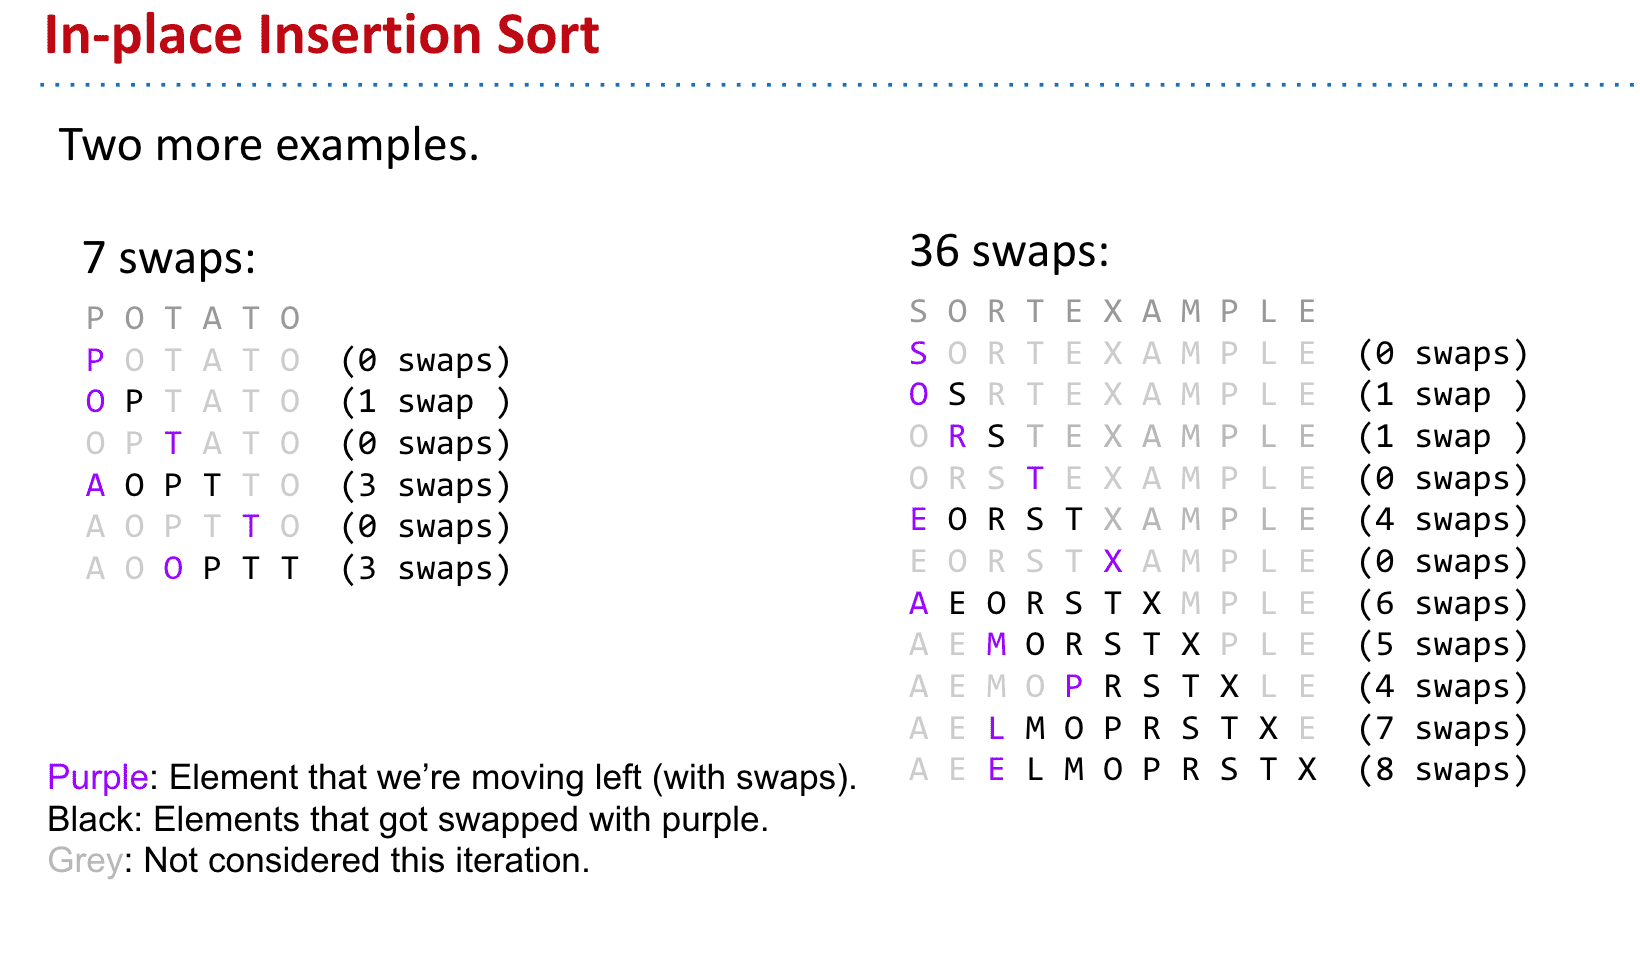 In-place Insertion Sort
Two more examples.
7 swaps:
P O T A T O
P O T A T O (0 swaps)
O P T A T O (1 swap )
O P T A T O (0 swaps)
A O P T T O (3 swaps)
A O P T T O (0 swaps)
A O O P T T (3 swaps)
36 swaps:
S O R T E X A M P L E
S O R T E X A M P L E (0 swaps)
O S R T E X A M P L E (1 swap )
O R S T E X A M P L E (1 swap )
O R S T E X A M P L E (0 swaps)
E O R S T X A M P L E (4 swaps)
E O R S T X A M P L E (0 swaps)
A E O R S T X M P L E (6 swaps)
A E M O R S T X P L E (5 swaps)
A E M O P R S T X L E (4 swaps)
A E L M O P R S T X E (7 swaps)
A E E L M O P R S T X (8 swaps)
Purple: Element that we’re moving left (with swaps).
Black: Elements that got swapped with purple.
Grey: Not considered this iteration.